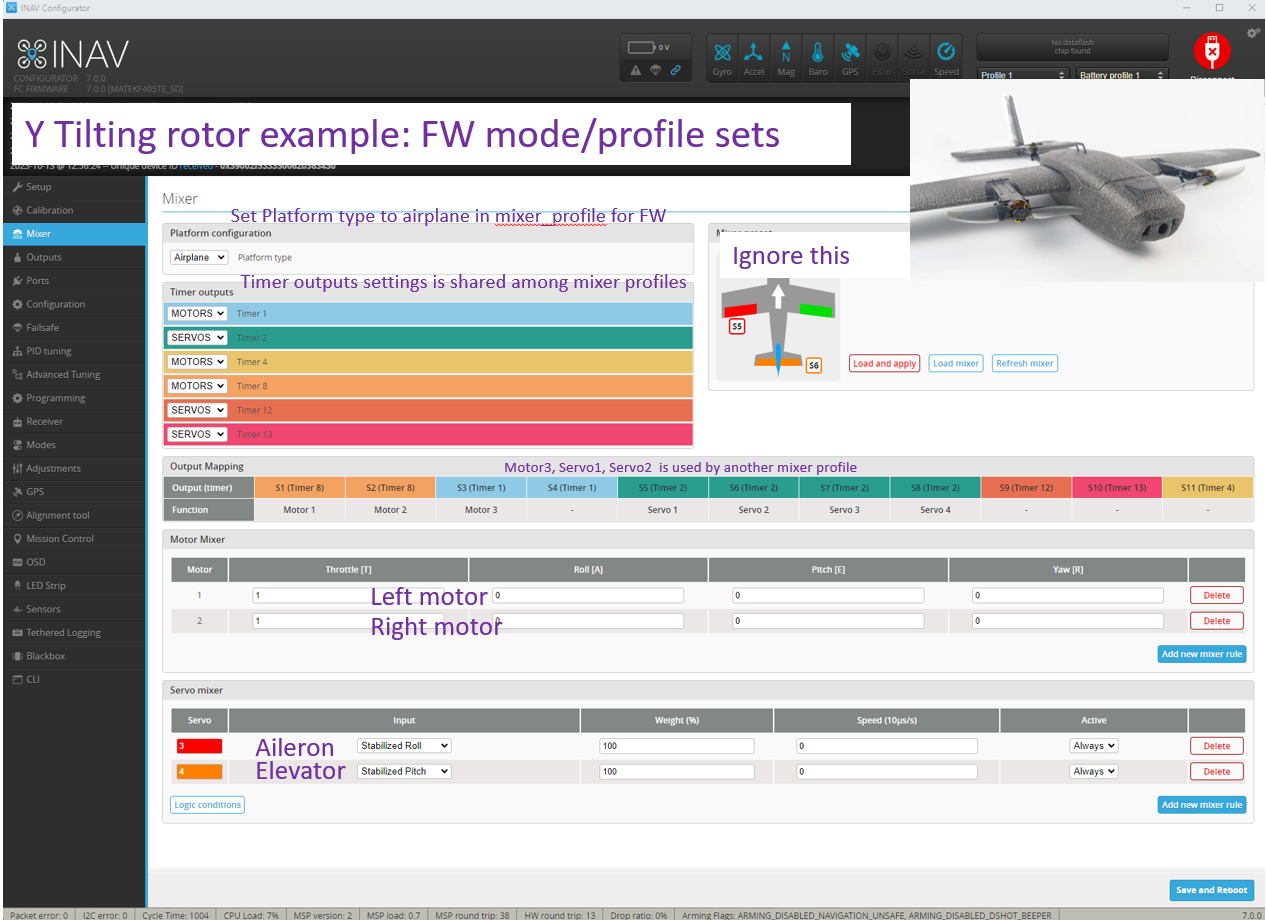 INAV Configurator
INAV
CONFIGURATOR 7.0.0
FC FIRMWARE 7.0.0 [MATEKF405TE_SD]
0 V
Gyro Accel Mag Baro GPS Flow Sonar Speed
No dataflash
chip found
Profile 1 Battery profile 1
Y Tilting rotor example: FW mode/profile sets
2023-10-13 @ 12:56:24 -- Unique device ID received - 0x39002f3333500620363430
Setup
Calibration
Mixer
Outputs
Ports
Configuration
Failsafe
PID tuning
Advanced Tuning
Programming
Receiver
Modes
Adjustments
GPS
Alignment tool
Mission Control
OSD
LED Strip
Sensors
Tethered Logging
Blackbox
CLI
Mixer
Set Platform type to airplane in mixer_profile for FW
Platform configuration
Airplane Platform type
Timer outputs settings is shared among mixer profiles
Timer outputs
MOTORS Timer 1
SERVOS Timer 2
MOTORS Timer 4
MOTORS Timer 8
SERVOS Timer 12
SERVOS Timer 13
Mixer preset
Ignore this
S5
S6
Load and apply Load mixer Refresh mixer
Output Mapping
Motor3, Servo1, Servo2 is used by another mixer profile
Output (timer) S1 (Timer 8) S2 (Timer 8) S3 (Timer 1) S4 (Timer 1) S5 (Timer 2) S6 (Timer 2) S7 (Timer 2) S8 (Timer 2) S9 (Timer 12) S10 (Timer 13) S11 (Timer 4)
Function Motor 1 Motor 2 Motor 3 - Servo 1 Servo 2 Servo 3 Servo 4 - - -
Motor Mixer
Motor Throttle [T] Roll [A] Pitch [E] Yaw [R]
1 1 Left motor 0 0 0 Delete
2 1 Right motor 0 0 0 Delete
Add new mixer rule
Servo mixer
Servo Input Weight (%) Speed (10µs/s) Active
3 Aileron Stabilized Roll 100 0 Always Delete
4 Elevator Stabilized Pitch 100 0 Always Delete
Logic conditions Add new mixer rule
Save and Reboot
Packet error: 0 I2C error: 0 Cycle Time: 1004 CPU Load: 7% MSP version: 2 MSP load: 0.7 MSP round trip: 38 HW round trip: 13 Drop ratio: 0% Arming Flags: ARMING_DISABLED_NAVIGATION_UNSAFE, ARMING_DISABLED_DSHOT_BEEPER 7.0.0